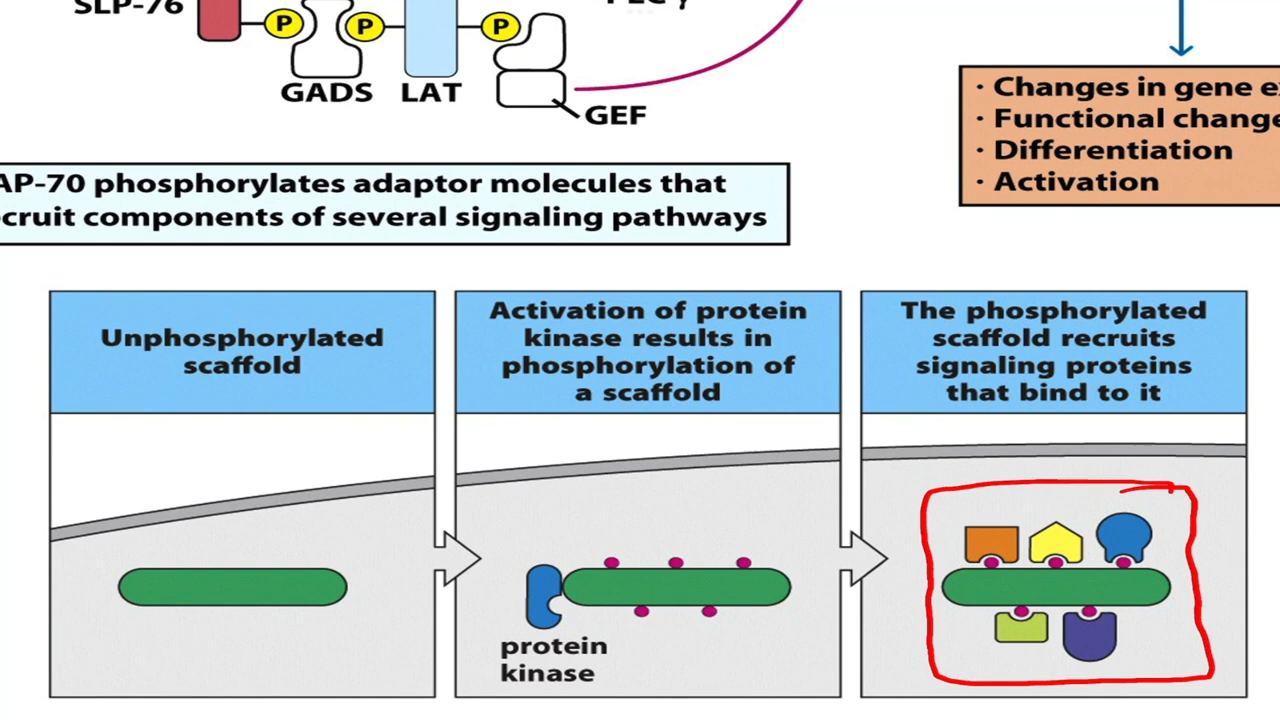 SLP-76
P
P
P
PLC γ
GADS
LAT
GEF
· Changes in gene e
· Functional change
· Differentiation
· Activation
AP-70 phosphorylates adaptor molecules that
cruit components of several signaling pathways
Unphosphorylated
scaffold
Activation of protein
kinase results in
phosphorylation of
a scaffold
The phosphorylated
scaffold recruits
signaling proteins
that bind to it
protein
kinase